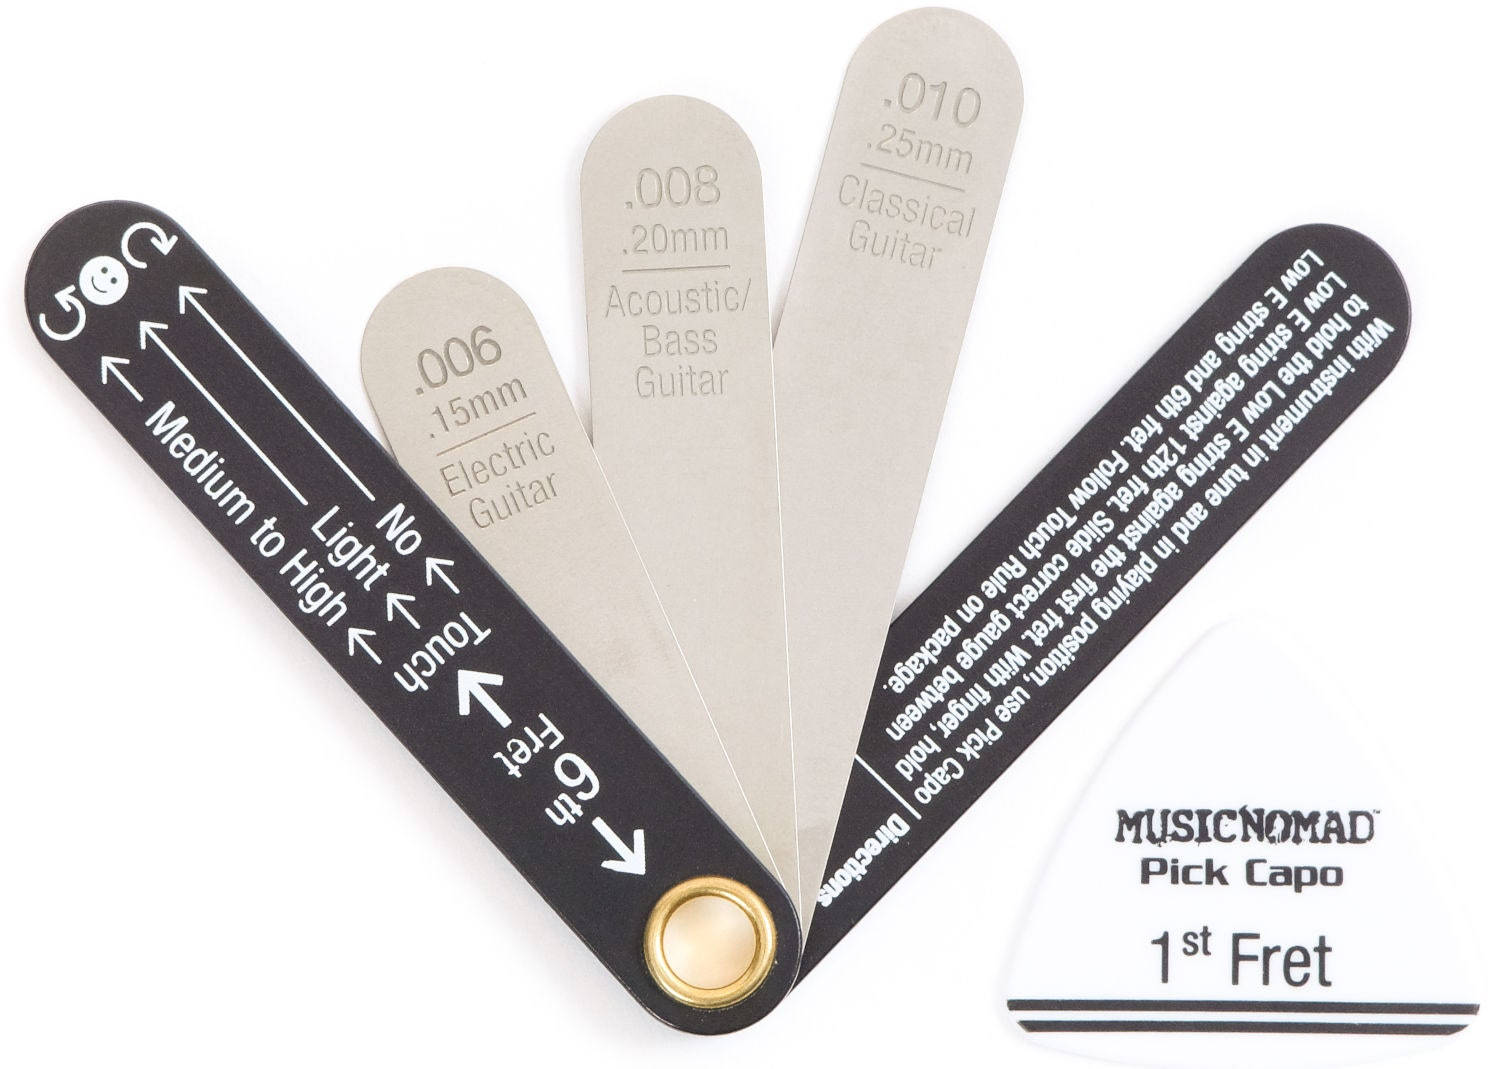 .006
.15mm
Electric
Guitar
.008
.20mm
Acoustic/
Bass
Guitar
.010
.25mm
Classical
Guitar
No
Light
Medium to High
Touch
6th
Fret
Directions
With instrument in tune and in playing position, use Pick Capo
to hold the Low E string against the first fret. With finger, hold
Low E string against 12th fret. Slide correct gauge between
Low E string and 6th fret. Follow Touch Rule on package.
MUSICNOMAD™
Pick Capo
1st Fret